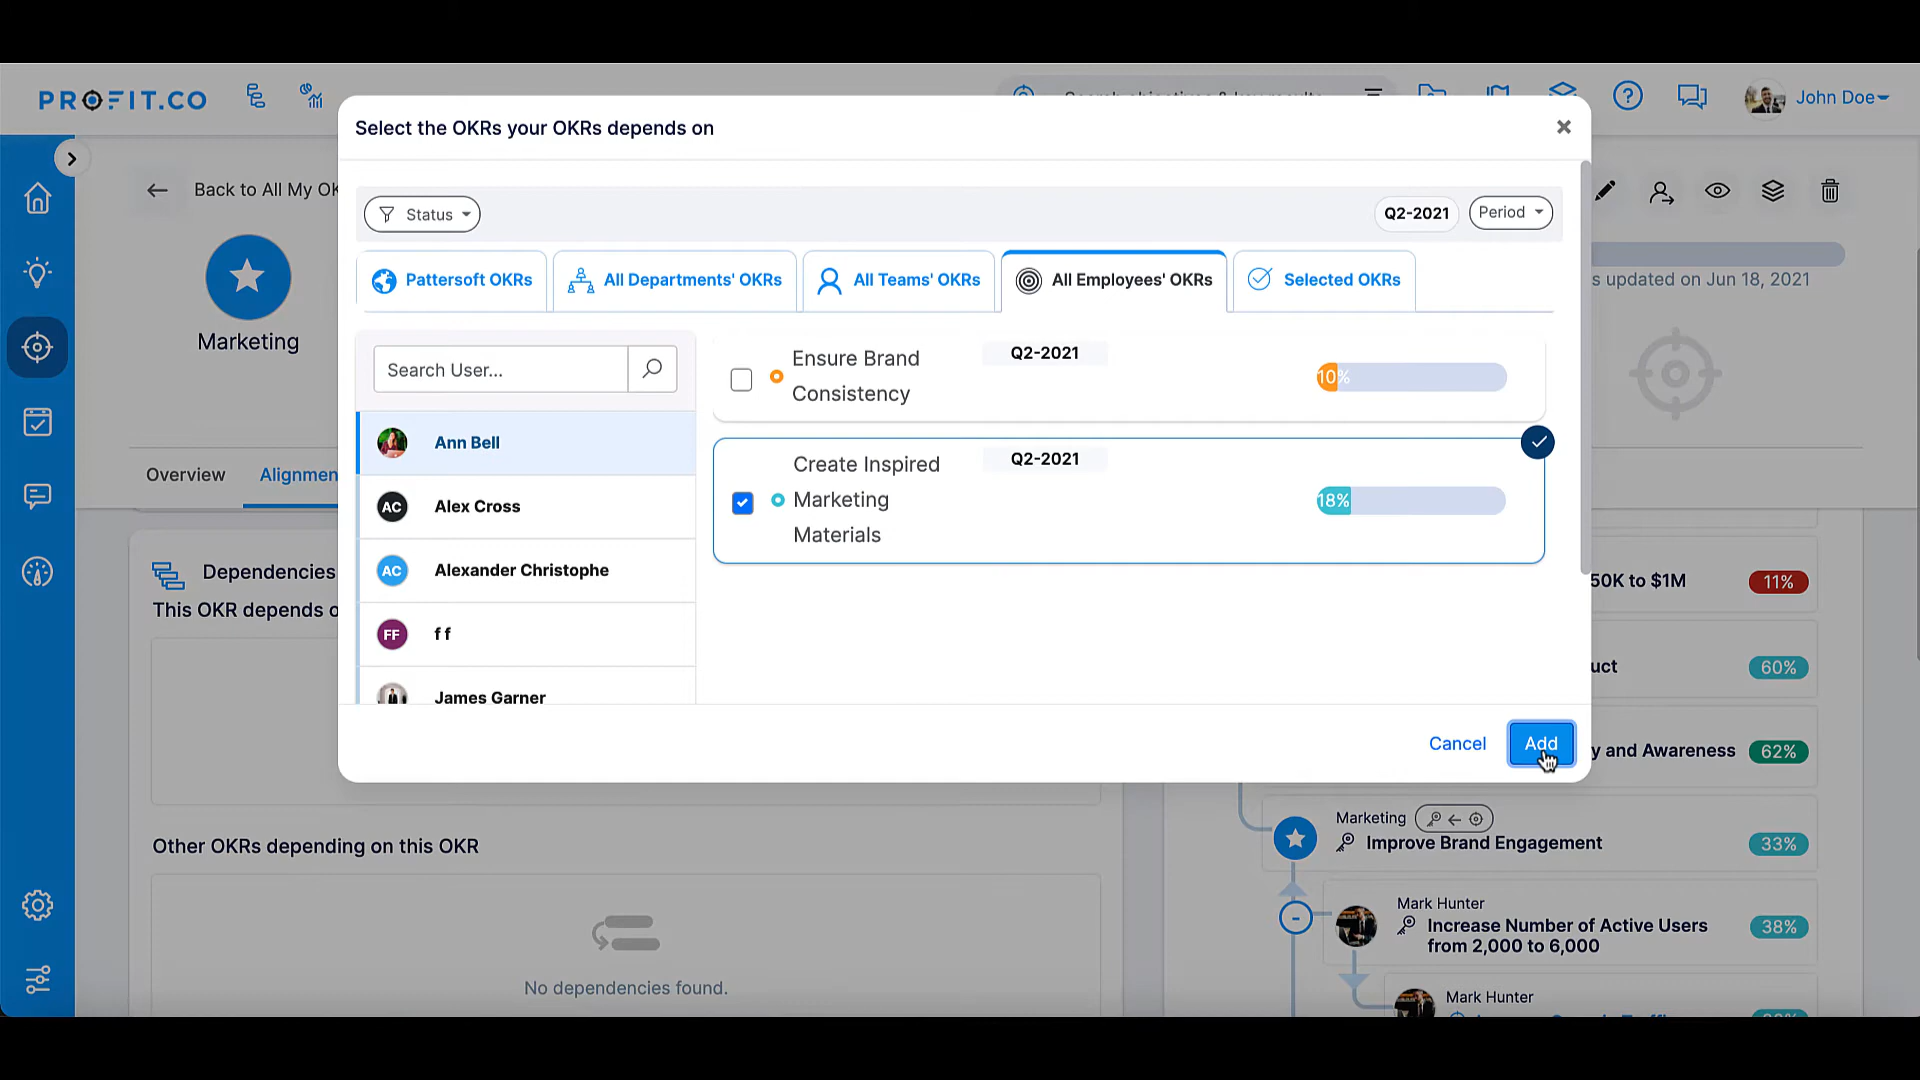 PROFIT.CO
John Doe
Select the OKRs your OKRs depends on
Back to All My OK
Status
Q2-2021
Period
Pattersoft OKRs
All Departments' OKRs
All Teams' OKRs
All Employees' OKRs
Selected OKRs
s updated on Jun 18, 2021
Marketing
Search User...
Ensure Brand
Consistency
Q2-2021
10%
Ann Bell
Create Inspired
Marketing
Materials
Q2-2021
18%
Overview
Alignmen
AC
Alex Cross
AC
Alexander Christophe
FF
f f
James Garner
Dependencies
This OKR depends o
50K to $1M
11%
uct
60%
Cancel
Add
y and Awareness
62%
Marketing
Improve Brand Engagement
33%
Other OKRs depending on this OKR
No dependencies found.
Mark Hunter
Increase Number of Active Users
from 2,000 to 6,000
38%
Mark Hunter